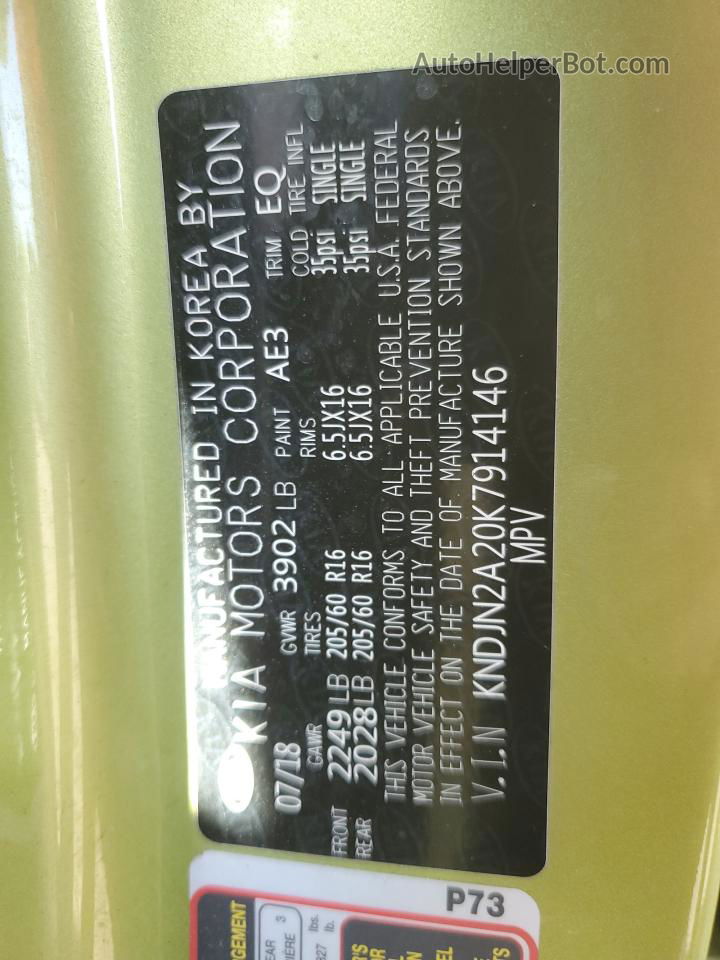 AutoHelperBot.com
MANUFACTURED IN KOREA BY
KIA MOTORS CORPORATION
07/18 GVWR 3902 LB PAINT AE3 TRIM EQ
GAWR TIRES RIMS COLD TIRE INFL
FRONT 2249 LB 205/60 R16 6.5JX16 35psi SINGLE
REAR 2028 LB 205/60 R16 6.5JX16 35psi SINGLE
THIS VEHICLE CONFORMS TO ALL APPLICABLE U.S.A. FEDERAL
MOTOR VEHICLE SAFETY AND THEFT PREVENTION STANDARDS
IN EFFECT ON THE DATE OF MANUFACTURE SHOWN ABOVE.
V.I.N KNDJN2A20K7914146
MPV
P73
3
lbs.
lb.